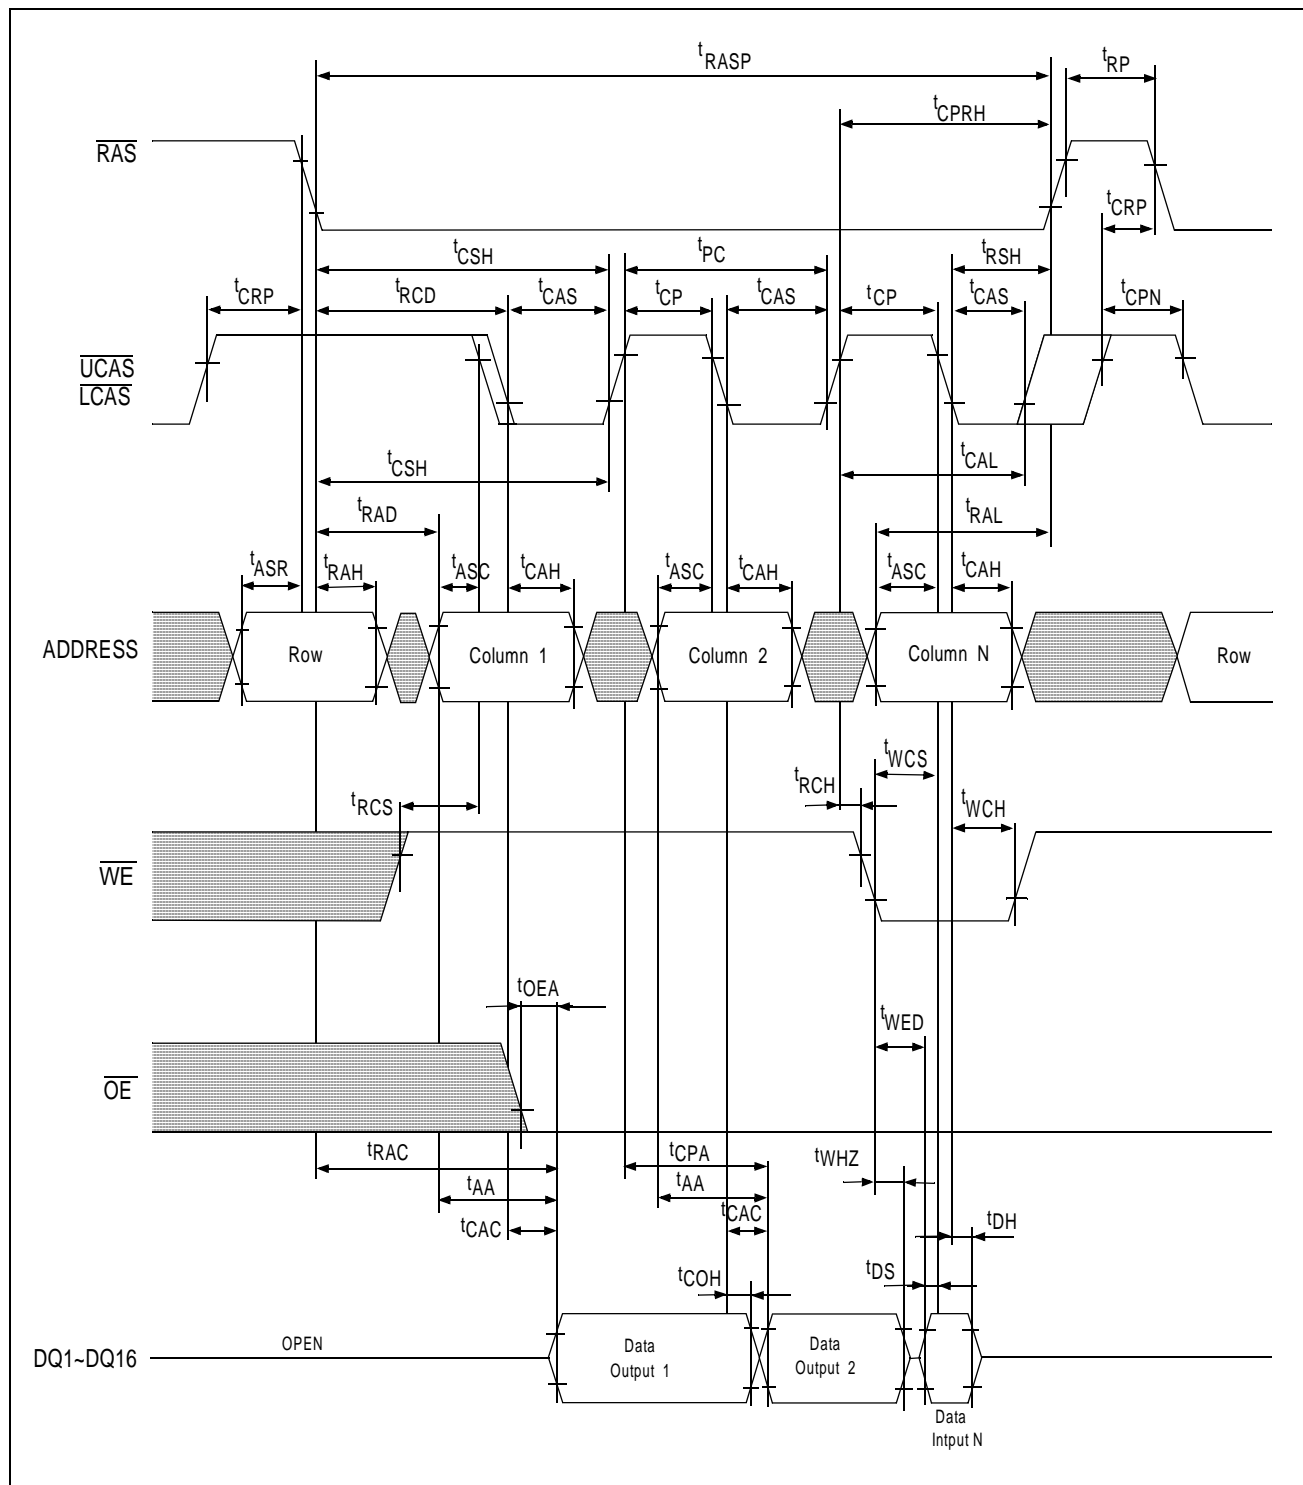 tRASP
tRP
tCPRH
RAS
tCRP
tCSH
tPC
tRSH
tCRP
tRCD
tCAS
tCP
tCAS
tCP
tCAS
tCPN
UCAS
LCAS
tCSH
tCAL
tRAD
tRAL
tASR
tRAH
tASC
tCAH
tASC
tCAH
tASC
tCAH
ADDRESS
Row
Column 1
Column 2
Column N
Row
tWCS
tRCH
tRCS
tWCH
WE
tOEA
tWED
OE
tRAC
tCPA
tWHZ
tAA
tAA
tCAC
tCAC
tDH
tCOH
tDS
DQ1~DQ16
OPEN
Data
Output 1
Data
Output 2
Data
Intput N